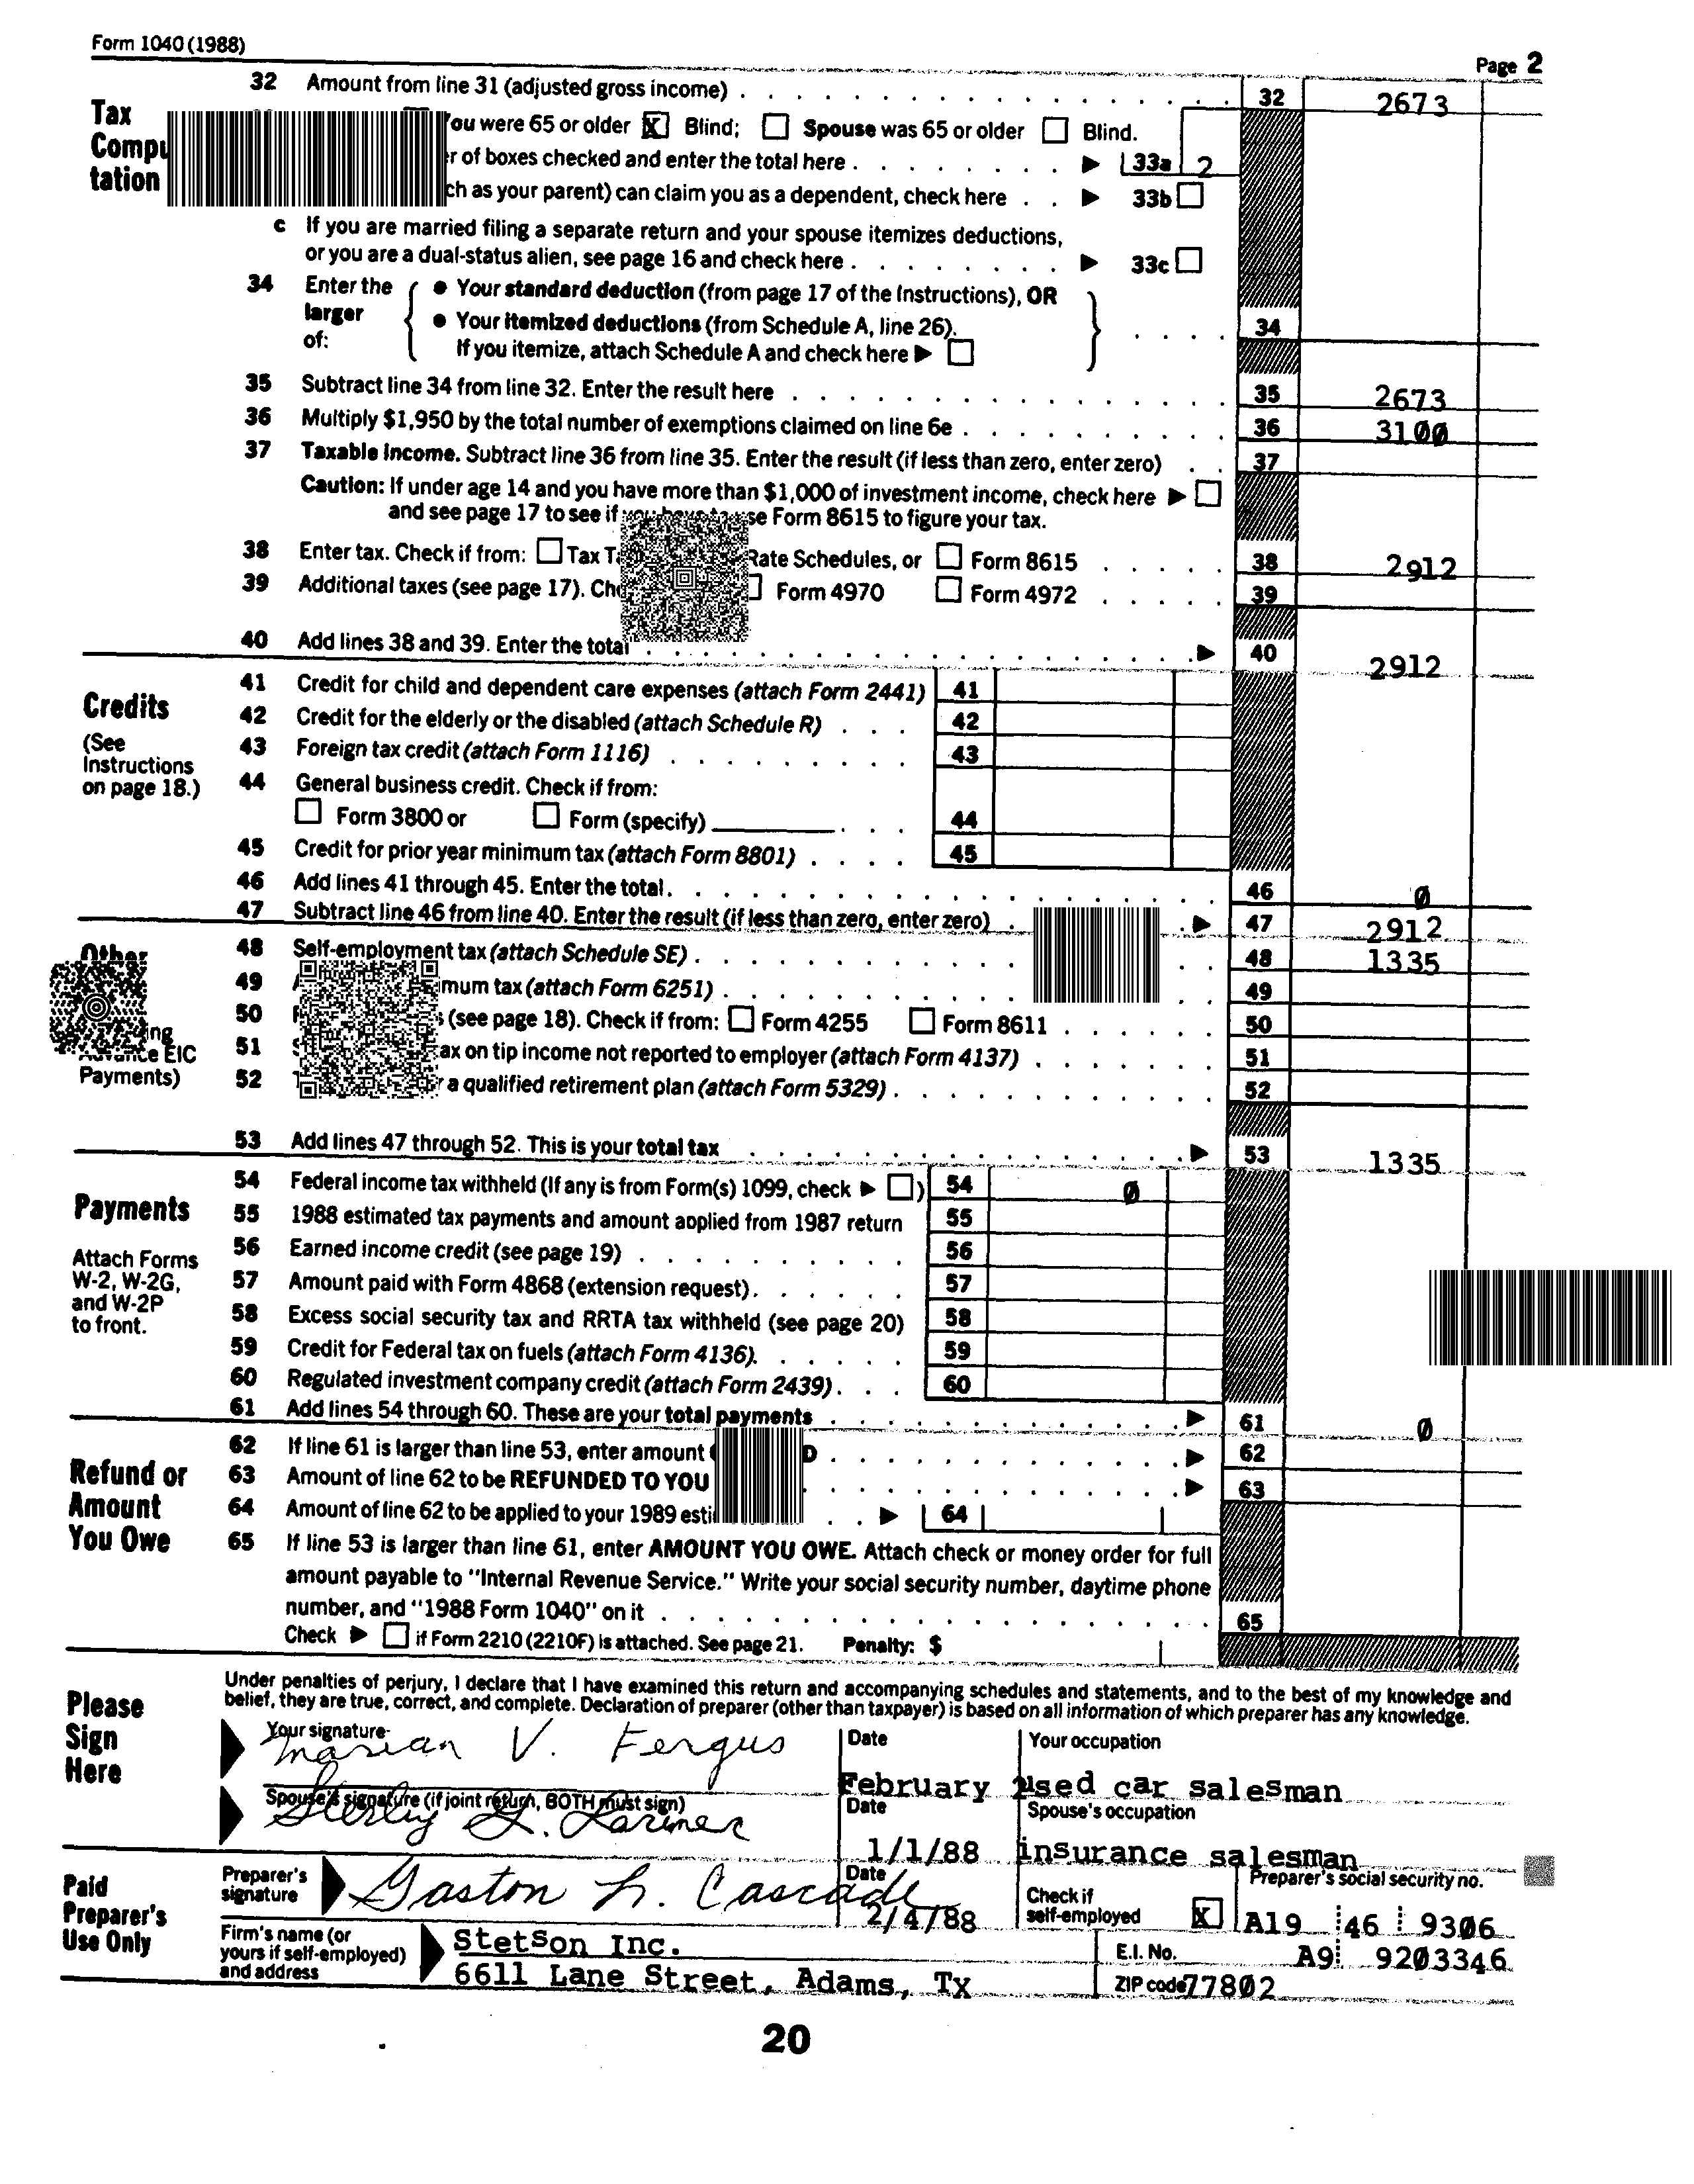 Form 1040 (1988)
Page 2
Tax
tation
32 Amount from line 31 (adjusted gross income) . . . . . 32 2673
ou were 65 or older X Blind; Spouse was 65 or older Blind.
of boxes checked and enter the total here . . . . . 33a 2
as your parent) can claim you as a dependent, check here . . 33b
c If you are married filing a separate return and your spouse itemizes deductions,
or you are a dual-status alien, see page 16 and check here . . . . . 33c
34 Enter the larger of:
• Your standard deduction (from page 17 of the Instructions), OR
• Your itemized deductions (from Schedule A, line 26).
If you itemize, attach Schedule A and check here 34
35 Subtract line 34 from line 32. Enter the result here . . . . . 35 2673
36 Multiply $1,950 by the total number of exemptions claimed on line 6e . . . . . 36 3100
37 Taxable income. Subtract line 36 from line 35. Enter the result (if less than zero, enter zero) . . 37
Caution: If under age 14 and you have more than $1,000 of investment income, check here
and see page 17 to see if Form 8615 to figure your tax.
38 Enter tax. Check if from: Tax Rate Schedules, or Form 8615 . . . . . 38 2912
39 Additional taxes (see page 17). Form 4970 Form 4972 . . . . . 39
40 Add lines 38 and 39. Enter the total . . . . . 40 2912
Credits
(See
Instructions
on page 18.)
41 Credit for child and dependent care expenses (attach Form 2441) 41
42 Credit for the elderly or the disabled (attach Schedule R) . . . 42
43 Foreign tax credit (attach Form 1116) . . . . . 43
44 General business credit. Check if from:
Form 3800 or Form (specify) . . . 44
45 Credit for prior year minimum tax (attach Form 8801) . . . . 45
46 Add lines 41 through 45. Enter the total . . . . . 46 0
47 Subtract line 46 from line 40. Enter the result (if less than zero, enter zero) . 47 2912
Other
EIC
Payments)
48 Self-employment tax (attach Schedule SE) . . . . . 48 1335
49 mum tax (attach Form 6251) . . . . . 49
50 (see page 18). Check if from: Form 4255 Form 8611 . . . . . 50
51 ax on tip income not reported to employer (attach Form 4137) . . . . . 51
52 a qualified retirement plan (attach Form 5329) . . . . . 52
53 Add lines 47 through 52. This is your total tax . . . . . 53 1335
Payments
Attach Forms
W-2, W-2G,
and W-2P
to front.
54 Federal income tax withheld (If any is from Form(s) 1099, check ) 54 0
55 1988 estimated tax payments and amount applied from 1987 return 55
56 Earned income credit (see page 19) . . . . . 56
57 Amount paid with Form 4868 (extension request) . . . . . 57
58 Excess social security tax and RRTA tax withheld (see page 20) 58
59 Credit for Federal tax on fuels (attach Form 4136). . . . . 59
60 Regulated investment company credit (attach Form 2439) . . . 60
61 Add lines 54 through 60. These are your total payments . . . . . 61 0
Refund or
Amount
You Owe
62 If line 61 is larger than line 53, enter amount . . . . . 62
63 Amount of line 62 to be REFUNDED TO YOU . . . . . 63
64 Amount of line 62 to be applied to your 1989 . . 64
65 If line 53 is larger than line 61, enter AMOUNT YOU OWE. Attach check or money order for full
amount payable to "Internal Revenue Service." Write your social security number, daytime phone
number, and "1988 Form 1040" on it . . . . . 65
Check if Form 2210 (2210F) is attached. See page 21. Penalty: $
Please
Sign
Here
Under penalties of perjury, I declare that I have examined this return and accompanying schedules and statements, and to the best of my knowledge and
belief, they are true, correct, and complete. Declaration of preparer (other than taxpayer) is based on all information of which preparer has any knowledge.
Your signature Date Your occupation
Marian V. Fergus February used car salesman
Spouse's signature (if joint return, BOTH must sign) Date Spouse's occupation
Sterling L. Larimer 1/1/88 insurance salesman
Paid
Preparer's
Use Only
Preparer's signature Date Check if self-employed X Preparer's social security no.
Gaston h. Cascade 2/4/88 A19 46 9306
Firm's name (or
yours if self-employed)
and address
Stetson Inc. E.I. No. A9 9203346
6611 Lane Street, Adams, Tx ZIP code 77802
20